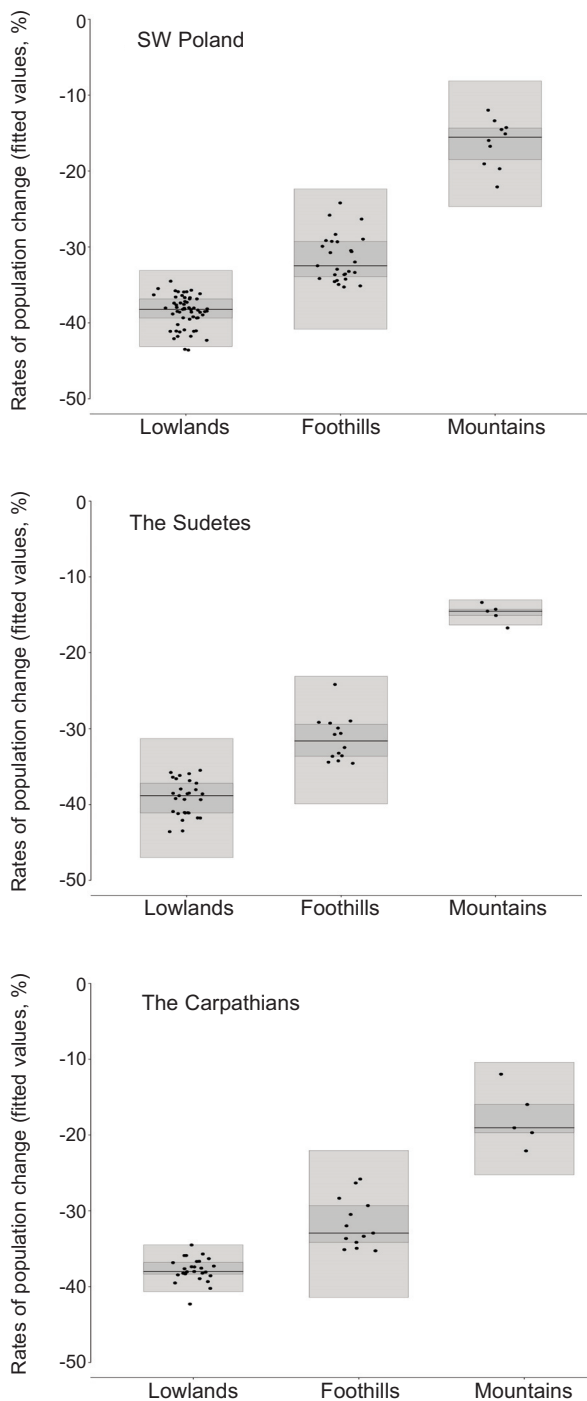 SW Poland
Rates of population change (fitted values, %)
0
-10
-20
-30
-40
-50
Lowlands Foothills Mountains
The Sudetes
Rates of population change (fitted values, %)
0
-10
-20
-30
-40
-50
Lowlands Foothills Mountains
The Carpathians
Rates of population change (fitted values, %)
0
-10
-20
-30
-40
-50
Lowlands Foothills Mountains